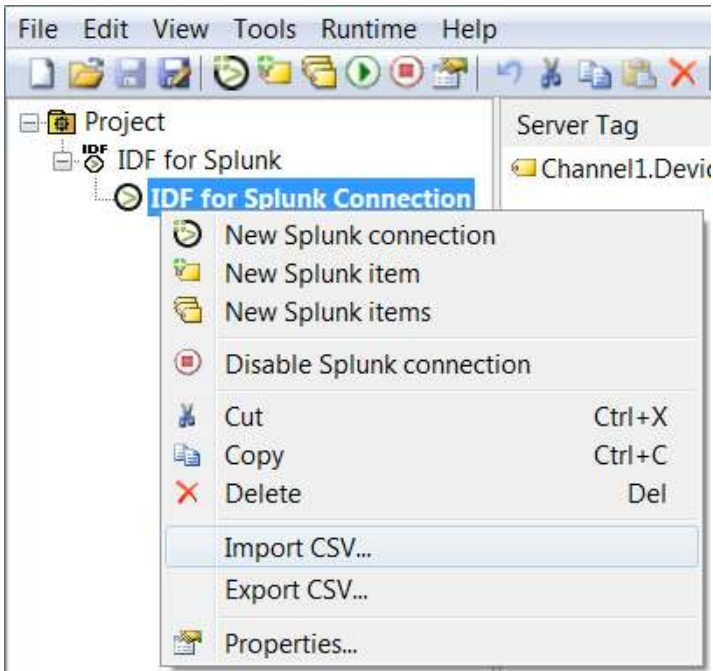 File Edit View Tools Runtime Help
Project
Server Tag
IDF for Splunk
Channel1.Devic
IDF for Splunk Connection
New Splunk connection
New Splunk item
New Splunk items
Disable Splunk connection
Cut Ctrl+X
Copy Ctrl+C
Delete Del
Import CSV...
Export CSV...
Properties...